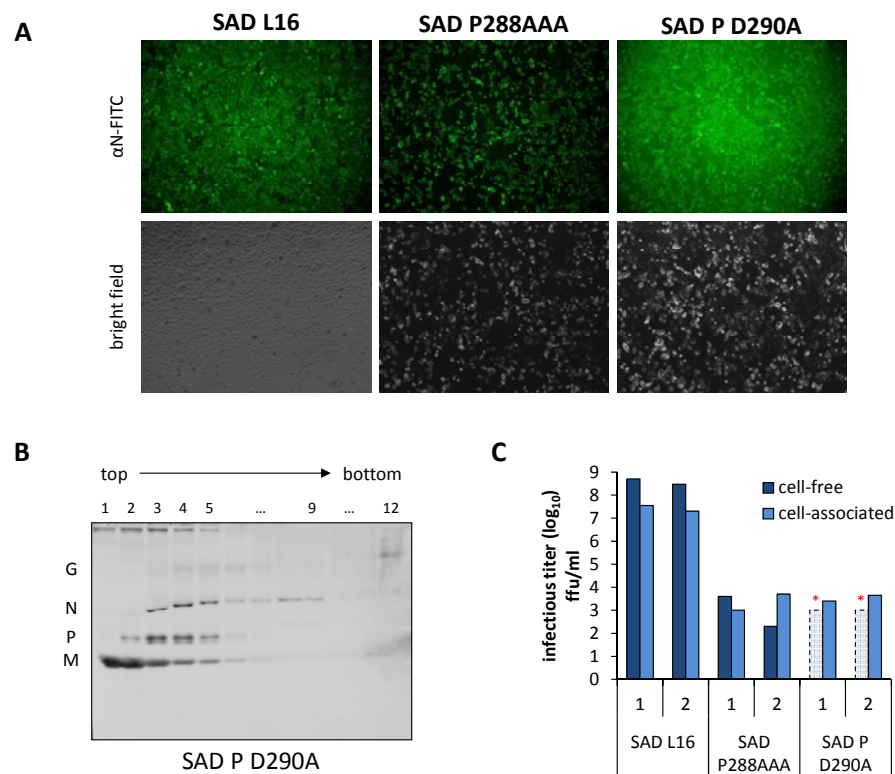 A
SAD L16
SAD P288AAA
SAD P D290A
αN-FITC
bright field
B
top
bottom
1 2 3 4 5 ... 9 ... 12
G
N
P
M
SAD P D290A
C
infectious titer (log10)
ffu/ml
9
8
7
6
5
4
3
2
1
0
cell-free
cell-associated
* *
1 2 1 2 1 2
SAD L16
SAD
P288AAA
SAD P
D290A